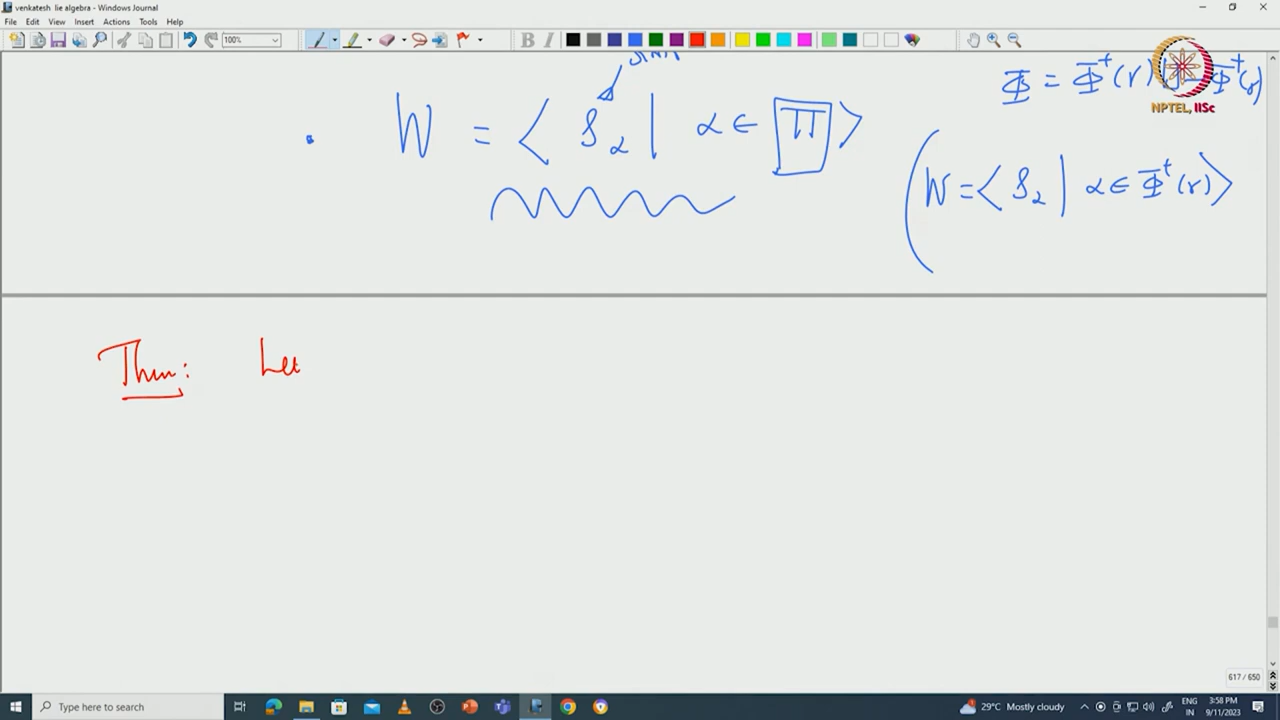 venkatesh lie algebra - Windows Journal
File Edit View Insert Actions Tools Help
100%
B I
NPTEL, IISc
Φ = Φ⁺(γ) ⊔ -Φ⁺(γ)
W = < S_α | α ∈ Π >
(W = < S_α | α ∈ Φ⁺(γ) >
Thm: Let
617 / 650
Type here to search
29°C Mostly cloudy
ENG
IN
3:58 PM
9/11/2023